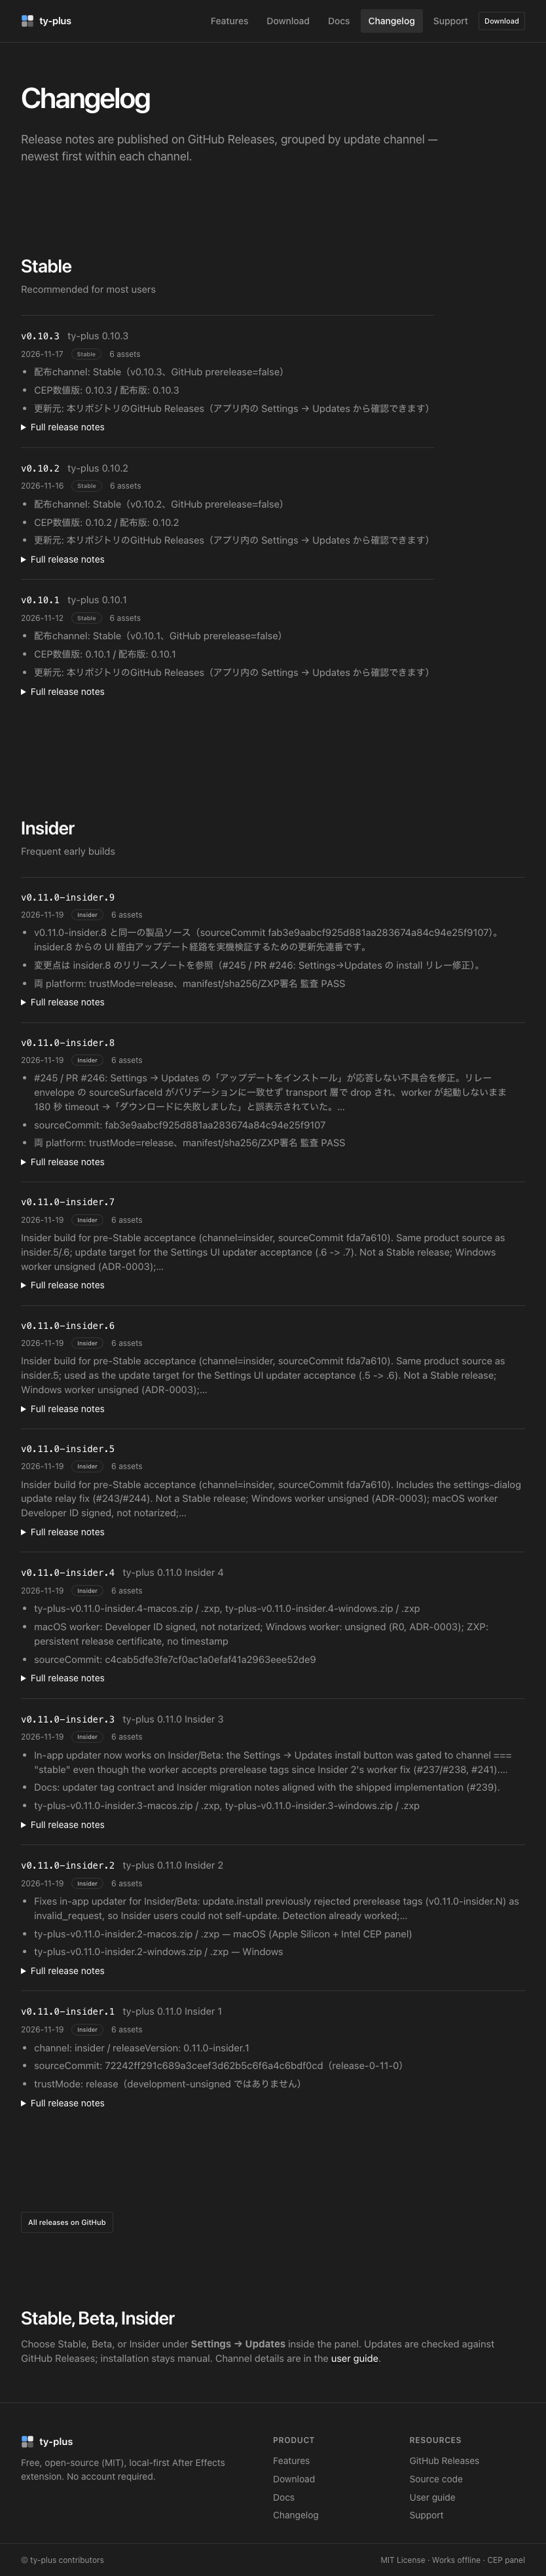 ty-plus
Features
Download
Docs
Changelog
Support
Download
Changelog
Release notes are published on GitHub Releases, grouped by update channel —
newest first within each channel.
Stable
Recommended for most users
v0.10.3 ty-plus 0.10.3
2026-11-17 Stable 6 assets
• 配布channel: Stable（v0.10.3、GitHub prerelease=false）
• CEP数値版: 0.10.3 / 配布版: 0.10.3
• 更新元: 本リポジトリのGitHub Releases（アプリ内の Settings → Updates から確認できます）
▶ Full release notes
v0.10.2 ty-plus 0.10.2
2026-11-16 Stable 6 assets
• 配布channel: Stable（v0.10.2、GitHub prerelease=false）
• CEP数値版: 0.10.2 / 配布版: 0.10.2
• 更新元: 本リポジトリのGitHub Releases（アプリ内の Settings → Updates から確認できます）
▶ Full release notes
v0.10.1 ty-plus 0.10.1
2026-11-12 Stable 6 assets
• 配布channel: Stable（v0.10.1、GitHub prerelease=false）
• CEP数値版: 0.10.1 / 配布版: 0.10.1
• 更新元: 本リポジトリのGitHub Releases（アプリ内の Settings → Updates から確認できます）
▶ Full release notes
Insider
Frequent early builds
v0.11.0-insider.9
2026-11-19 Insider 6 assets
• v0.11.0-insider.8 と同一の製品ソース（sourceCommit fab3e9aabcf925d881aa283674a84c94e25f9107）。
insider.8 からの UI 経由アップデート経路を実機検証するための更新先連番です。
• 変更点は insider.8 のリリースノートを参照（#245 / PR #246: Settings→Updates の install リレー修正）。
• 両 platform: trustMode=release、manifest/sha256/ZXP署名 監査 PASS
▶ Full release notes
v0.11.0-insider.8
2026-11-19 Insider 6 assets
• #245 / PR #246: Settings → Updates の「アップデートをインストール」が応答しない不具合を修正。リレー
envelope の sourceSurfaceId がバリデーションに一致せず transport 層で drop され、worker が起動しないまま
180 秒 timeout →「ダウンロードに失敗しました」と誤表示されていた。...
• sourceCommit: fab3e9aabcf925d881aa283674a84c94e25f9107
• 両 platform: trustMode=release、manifest/sha256/ZXP署名 監査 PASS
▶ Full release notes
v0.11.0-insider.7
2026-11-19 Insider 6 assets
Insider build for pre-Stable acceptance (channel=insider, sourceCommit fda7a610). Same product source as
insider.5/.6; update target for the Settings UI updater acceptance (.6 -> .7). Not a Stable release; Windows
worker unsigned (ADR-0003);...
▶ Full release notes
v0.11.0-insider.6
2026-11-19 Insider 6 assets
Insider build for pre-Stable acceptance (channel=insider, sourceCommit fda7a610). Same product source as
insider.5; used as the update target for the Settings UI updater acceptance (.5 -> .6). Not a Stable release;
Windows worker unsigned (ADR-0003);...
▶ Full release notes
v0.11.0-insider.5
2026-11-19 Insider 6 assets
Insider build for pre-Stable acceptance (channel=insider, sourceCommit fda7a610). Includes the settings-dialog
update relay fix (#243/#244). Not a Stable release; Windows worker unsigned (ADR-0003); macOS worker
Developer ID signed, not notarized;...
▶ Full release notes
v0.11.0-insider.4 ty-plus 0.11.0 Insider 4
2026-11-19 Insider 6 assets
• ty-plus-v0.11.0-insider.4-macos.zip / .zxp, ty-plus-v0.11.0-insider.4-windows.zip / .zxp
• macOS worker: Developer ID signed, not notarized; Windows worker: unsigned (R0, ADR-0003); ZXP:
persistent release certificate, no timestamp
• sourceCommit: c4cab5dfe3fe7cf0ac1a0efaf41a2963eee52de9
▶ Full release notes
v0.11.0-insider.3 ty-plus 0.11.0 Insider 3
2026-11-19 Insider 6 assets
• In-app updater now works on Insider/Beta: the Settings → Updates install button was gated to channel ===
"stable" even though the worker accepts prerelease tags since Insider 2's worker fix (#237/#238, #241)....
• Docs: updater tag contract and Insider migration notes aligned with the shipped implementation (#239).
• ty-plus-v0.11.0-insider.3-macos.zip / .zxp, ty-plus-v0.11.0-insider.3-windows.zip / .zxp
▶ Full release notes
v0.11.0-insider.2 ty-plus 0.11.0 Insider 2
2026-11-19 Insider 6 assets
• Fixes in-app updater for Insider/Beta: update.install previously rejected prerelease tags (v0.11.0-insider.N) as
invalid_request, so Insider users could not self-update. Detection already worked;...
• ty-plus-v0.11.0-insider.2-macos.zip / .zxp — macOS (Apple Silicon + Intel CEP panel)
• ty-plus-v0.11.0-insider.2-windows.zip / .zxp — Windows
▶ Full release notes
v0.11.0-insider.1 ty-plus 0.11.0 Insider 1
2026-11-19 Insider 6 assets
• channel: insider / releaseVersion: 0.11.0-insider.1
• sourceCommit: 72242ff291c689a3ceef3d62b5c6f6a4c6bdf0cd（release-0-11-0）
• trustMode: release（development-unsigned ではありません）
▶ Full release notes
All releases on GitHub
Stable, Beta, Insider
Choose Stable, Beta, or Insider under Settings → Updates inside the panel. Updates are checked against
GitHub Releases; installation stays manual. Channel details are in the user guide.
ty-plus
Free, open-source (MIT), local-first After Effects
extension. No account required.
PRODUCT
Features
Download
Docs
Changelog
RESOURCES
GitHub Releases
Source code
User guide
Support
© ty-plus contributors
MIT License · Works offline · CEP panel